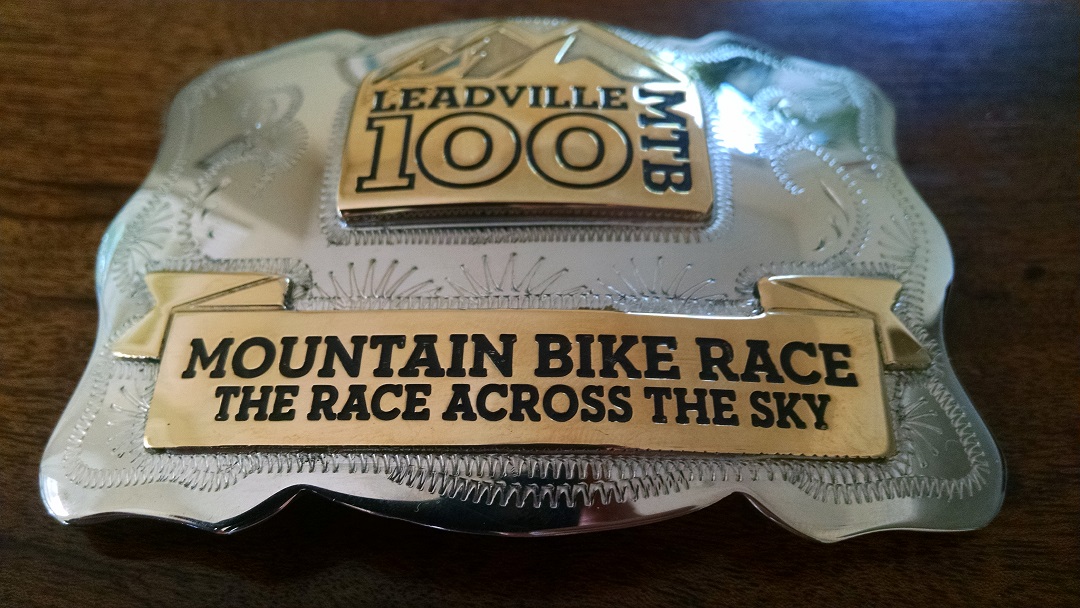 LEADVILLE
100
MTB
MOUNTAIN BIKE RACE
THE RACE ACROSS THE SKY